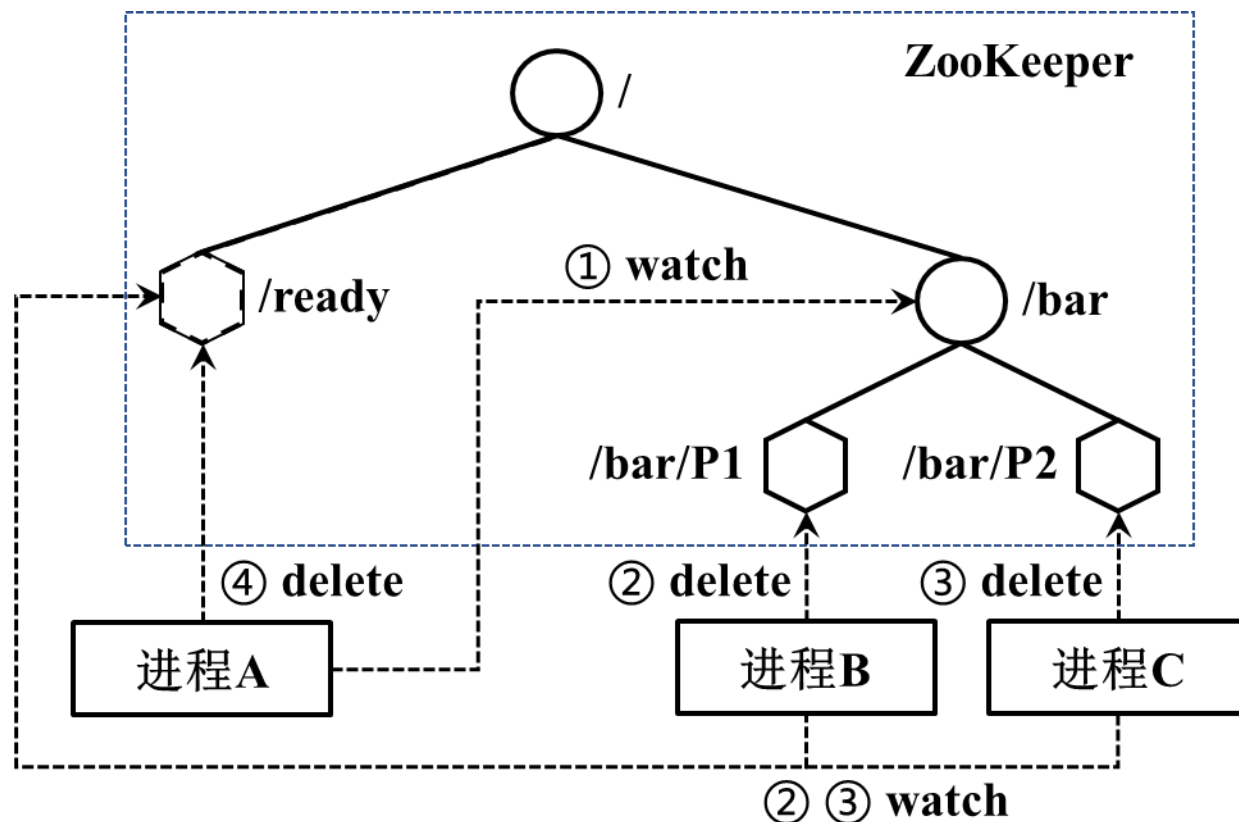 ZooKeeper
/
① watch
/ready
/bar
/bar/P1
/bar/P2
④ delete
② delete
③ delete
进程A
进程B
进程C
② ③ watch